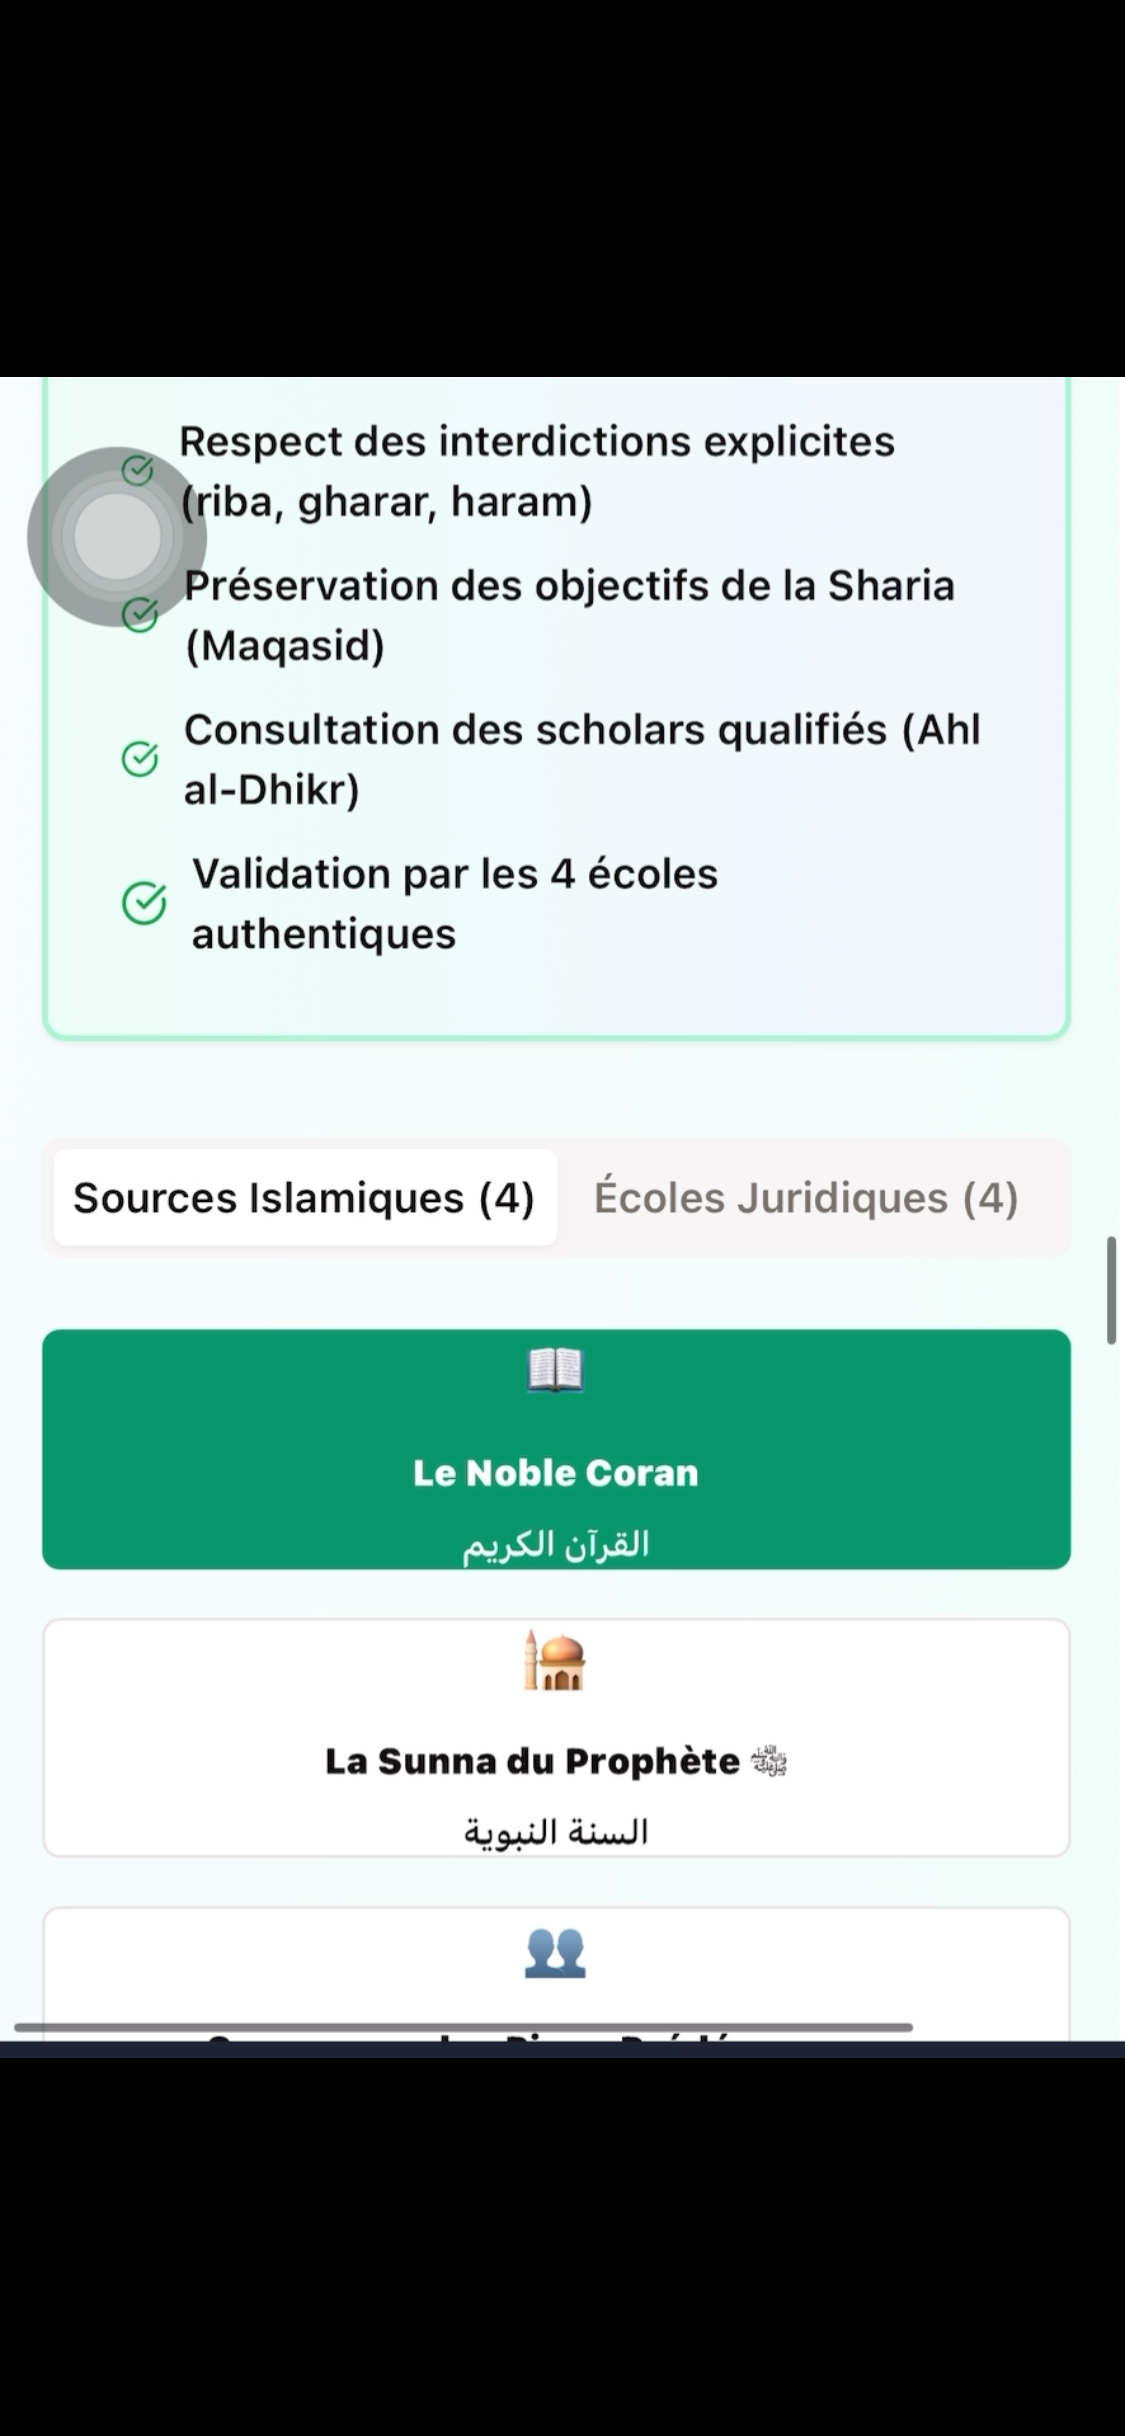 Respect des interdictions explicites
(riba, gharar, haram)
Préservation des objectifs de la Sharia
(Maqasid)
Consultation des scholars qualifiés (Ahl
al-Dhikr)
Validation par les 4 écoles
authentiques
Sources Islamiques (4)
Écoles Juridiques (4)
Le Noble Coran
القرآن الكريم
La Sunna du Prophète ﷺ
السنة النبوية